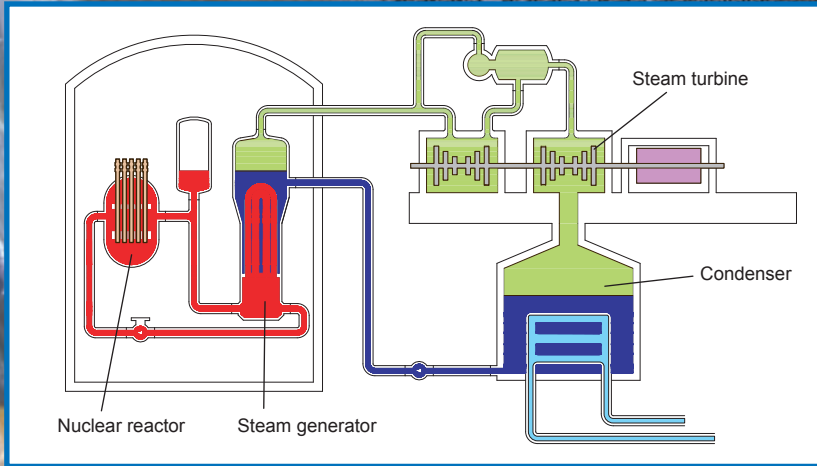 Steam turbine
Condenser
Nuclear reactor
Steam generator